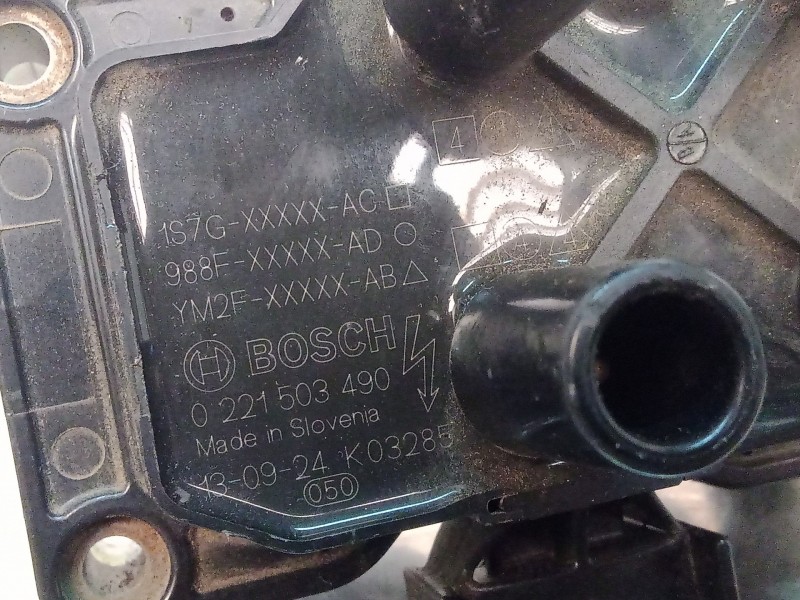 4
1S7G-XXXXX-AC
988F-XXXXX-AD
YM2F-XXXXX-AB
BOSCH
0 221 503 490
Made in Slovenia
13-09-24 K03285
050